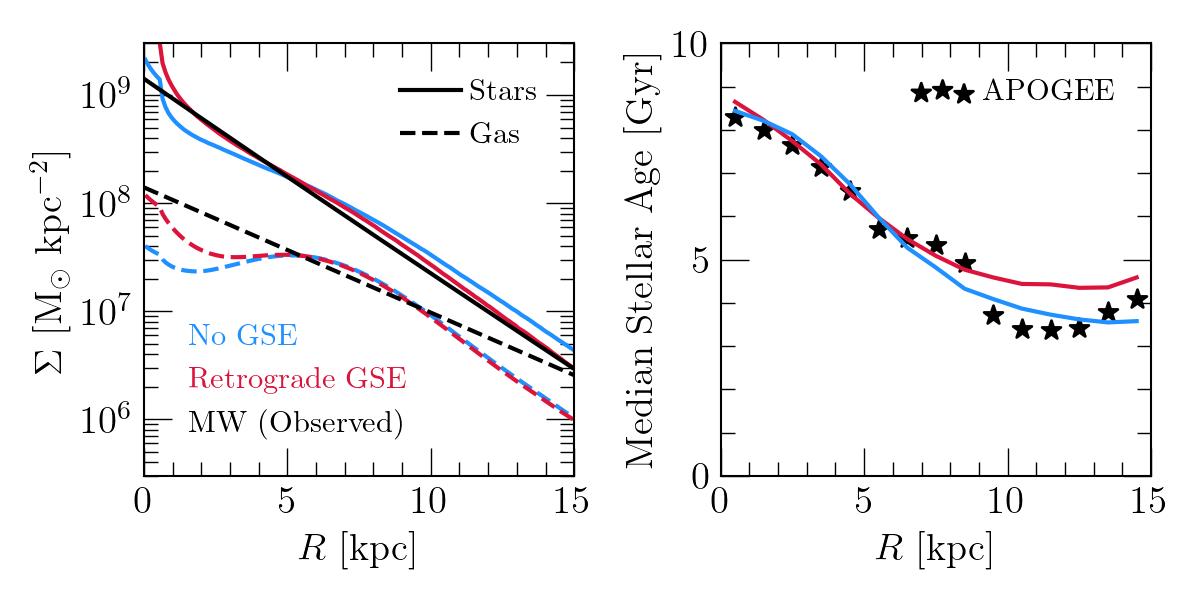 10⁹
10⁸
10⁷
10⁶
Σ [M⊙ kpc⁻²]
Stars
Gas
No GSE
Retrograde GSE
MW (Observed)
0 5 10 15
R [kpc]
10
5
0
Median Stellar Age [Gyr]
APOGEE
0 5 10 15
R [kpc]